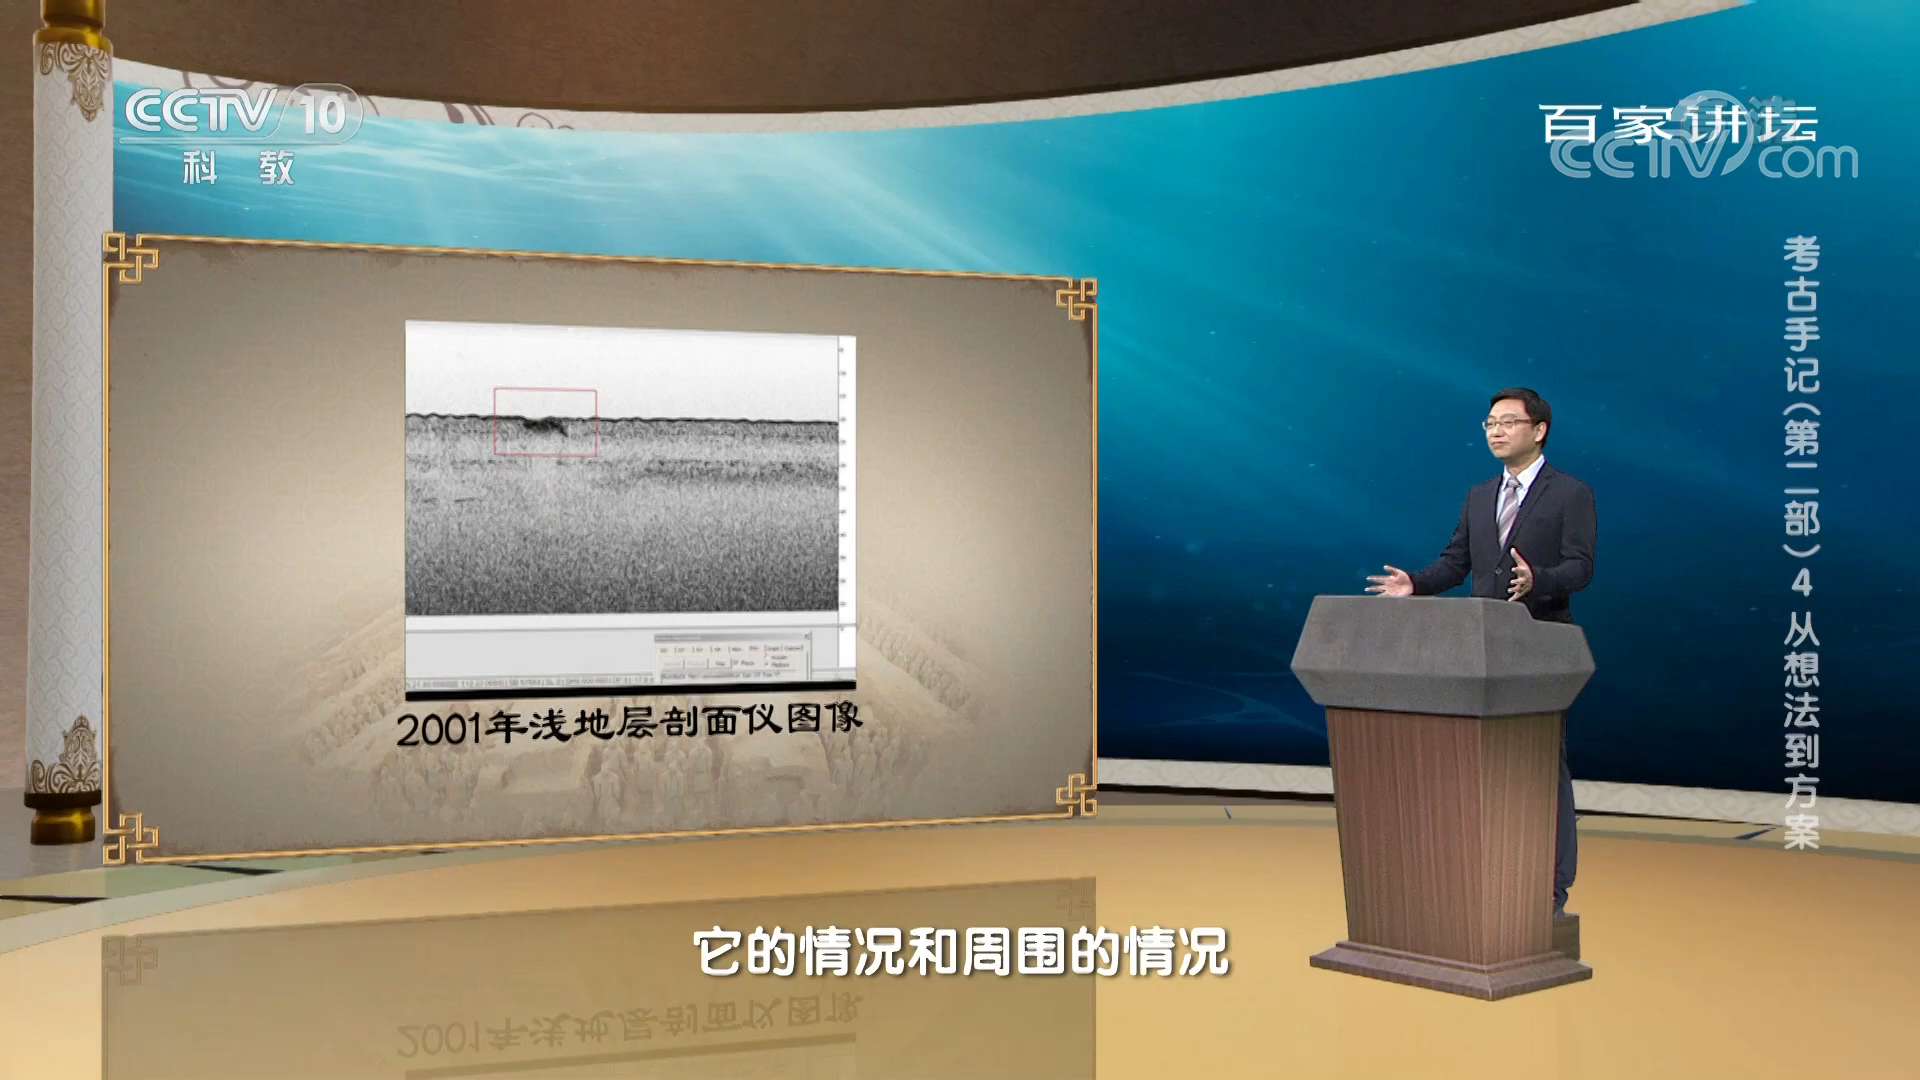 CCTV 10
科 教
百家讲坛
CCTV.com
考古手记(第二部)4 从想法到方案
2001年浅地层剖面仪图像
它的情况和周围的情况